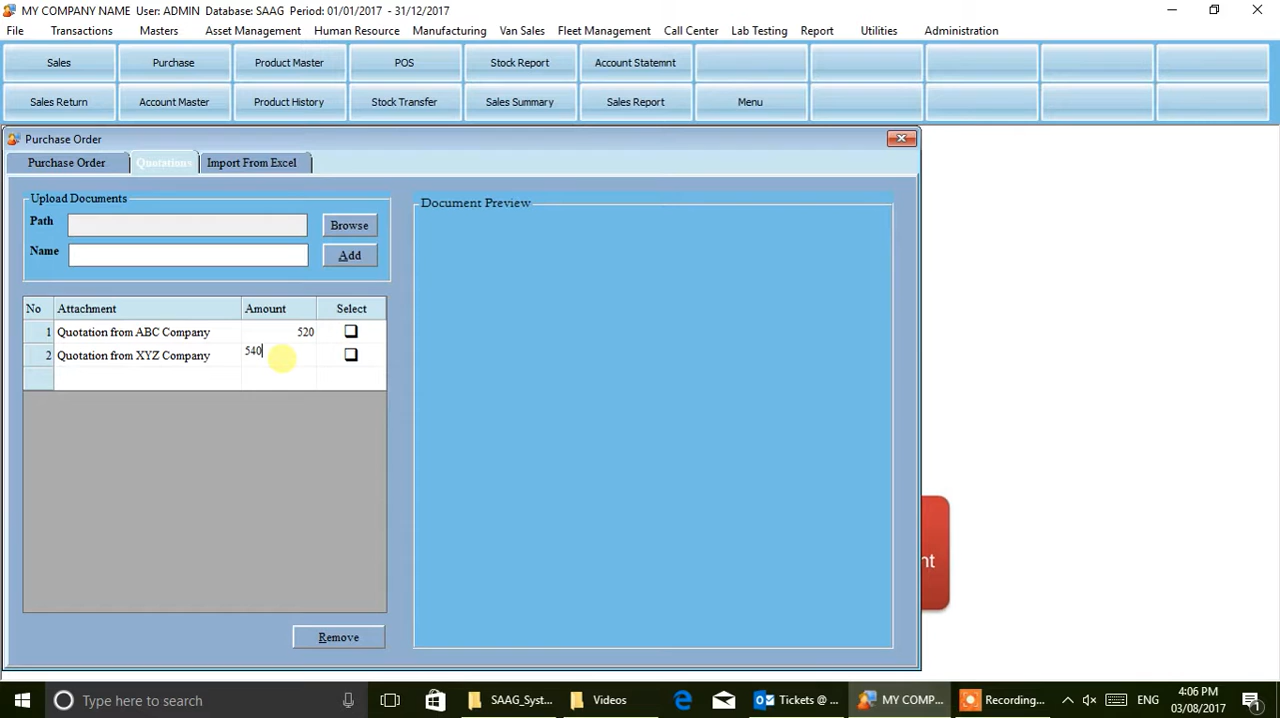 MY COMPANY NAME User: ADMIN Database: SAAG Period: 01/01/2017 - 31/12/2017
File Transactions Masters Asset Management Human Resource Manufacturing Van Sales Fleet Management Call Center Lab Testing Report Utilities Administration
Sales Purchase Product Master POS Stock Report Account Statemnt
Sales Return Account Master Product History Stock Transfer Sales Summary Sales Report Menu
Purchase Order
Purchase Order Quotations Import From Excel
Upload Documents
Path Browse
Name Add
Document Preview
No Attachment Amount Select
1 Quotation from ABC Company 520
2 Quotation from XYZ Company 540
nt
Remove
Type here to search SAAG_Syst... Videos Tickets @ ... MY COMP... Recording... ENG 4:06 PM
03/08/2017 1